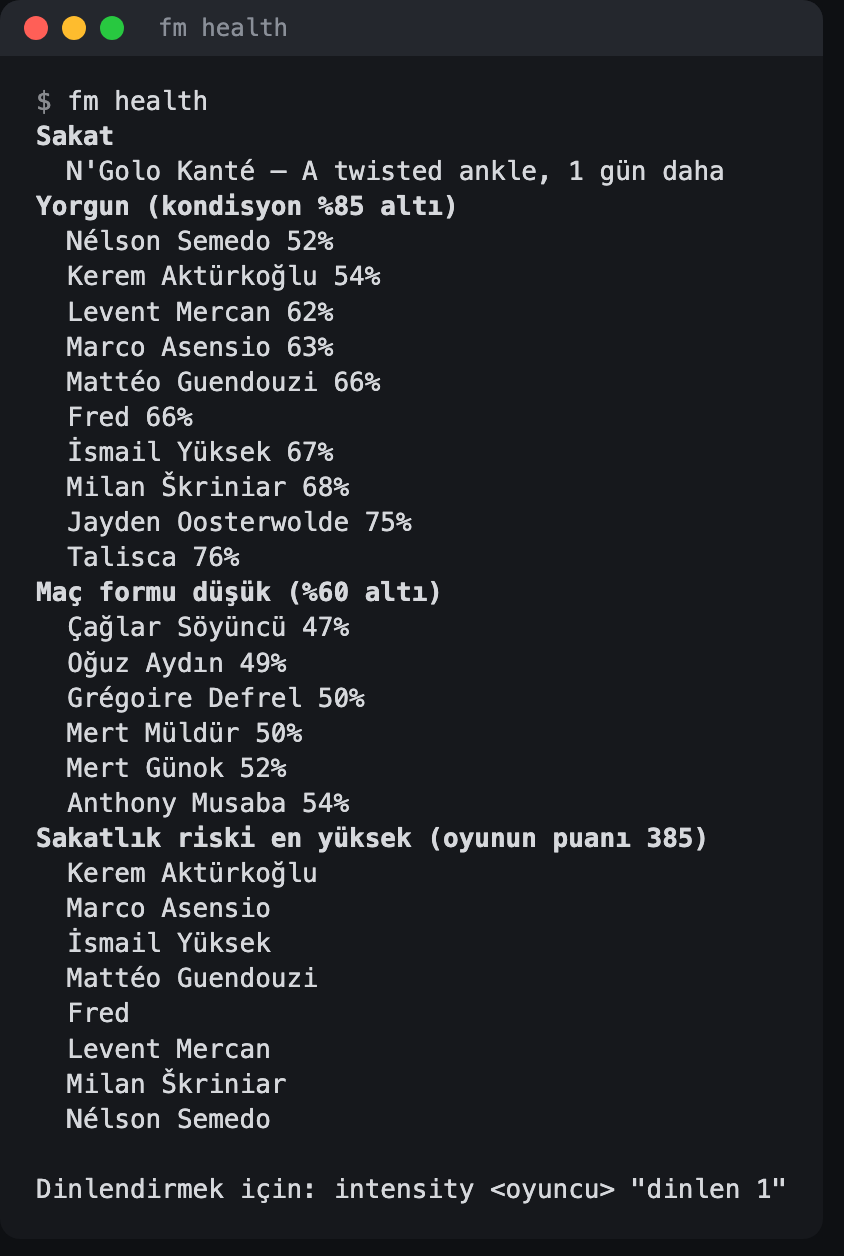 fm health
$ fm health
Sakat
N'Golo Kanté — A twisted ankle, 1 gün daha
Yorgun (kondisyon %85 altı)
Nélson Semedo 52%
Kerem Aktürkoğlu 54%
Levent Mercan 62%
Marco Asensio 63%
Mattéo Guendouzi 66%
Fred 66%
İsmail Yüksek 67%
Milan Škriniar 68%
Jayden Oosterwolde 75%
Talisca 76%
Maç formu düşük (%60 altı)
Çağlar Söyüncü 47%
Oğuz Aydın 49%
Grégoire Defrel 50%
Mert Müldür 50%
Mert Günok 52%
Anthony Musaba 54%
Sakatlık riski en yüksek (oyunun puanı 385)
Kerem Aktürkoğlu
Marco Asensio
İsmail Yüksek
Mattéo Guendouzi
Fred
Levent Mercan
Milan Škriniar
Nélson Semedo
Dinlendirmek için: intensity <oyuncu> "dinlen 1"